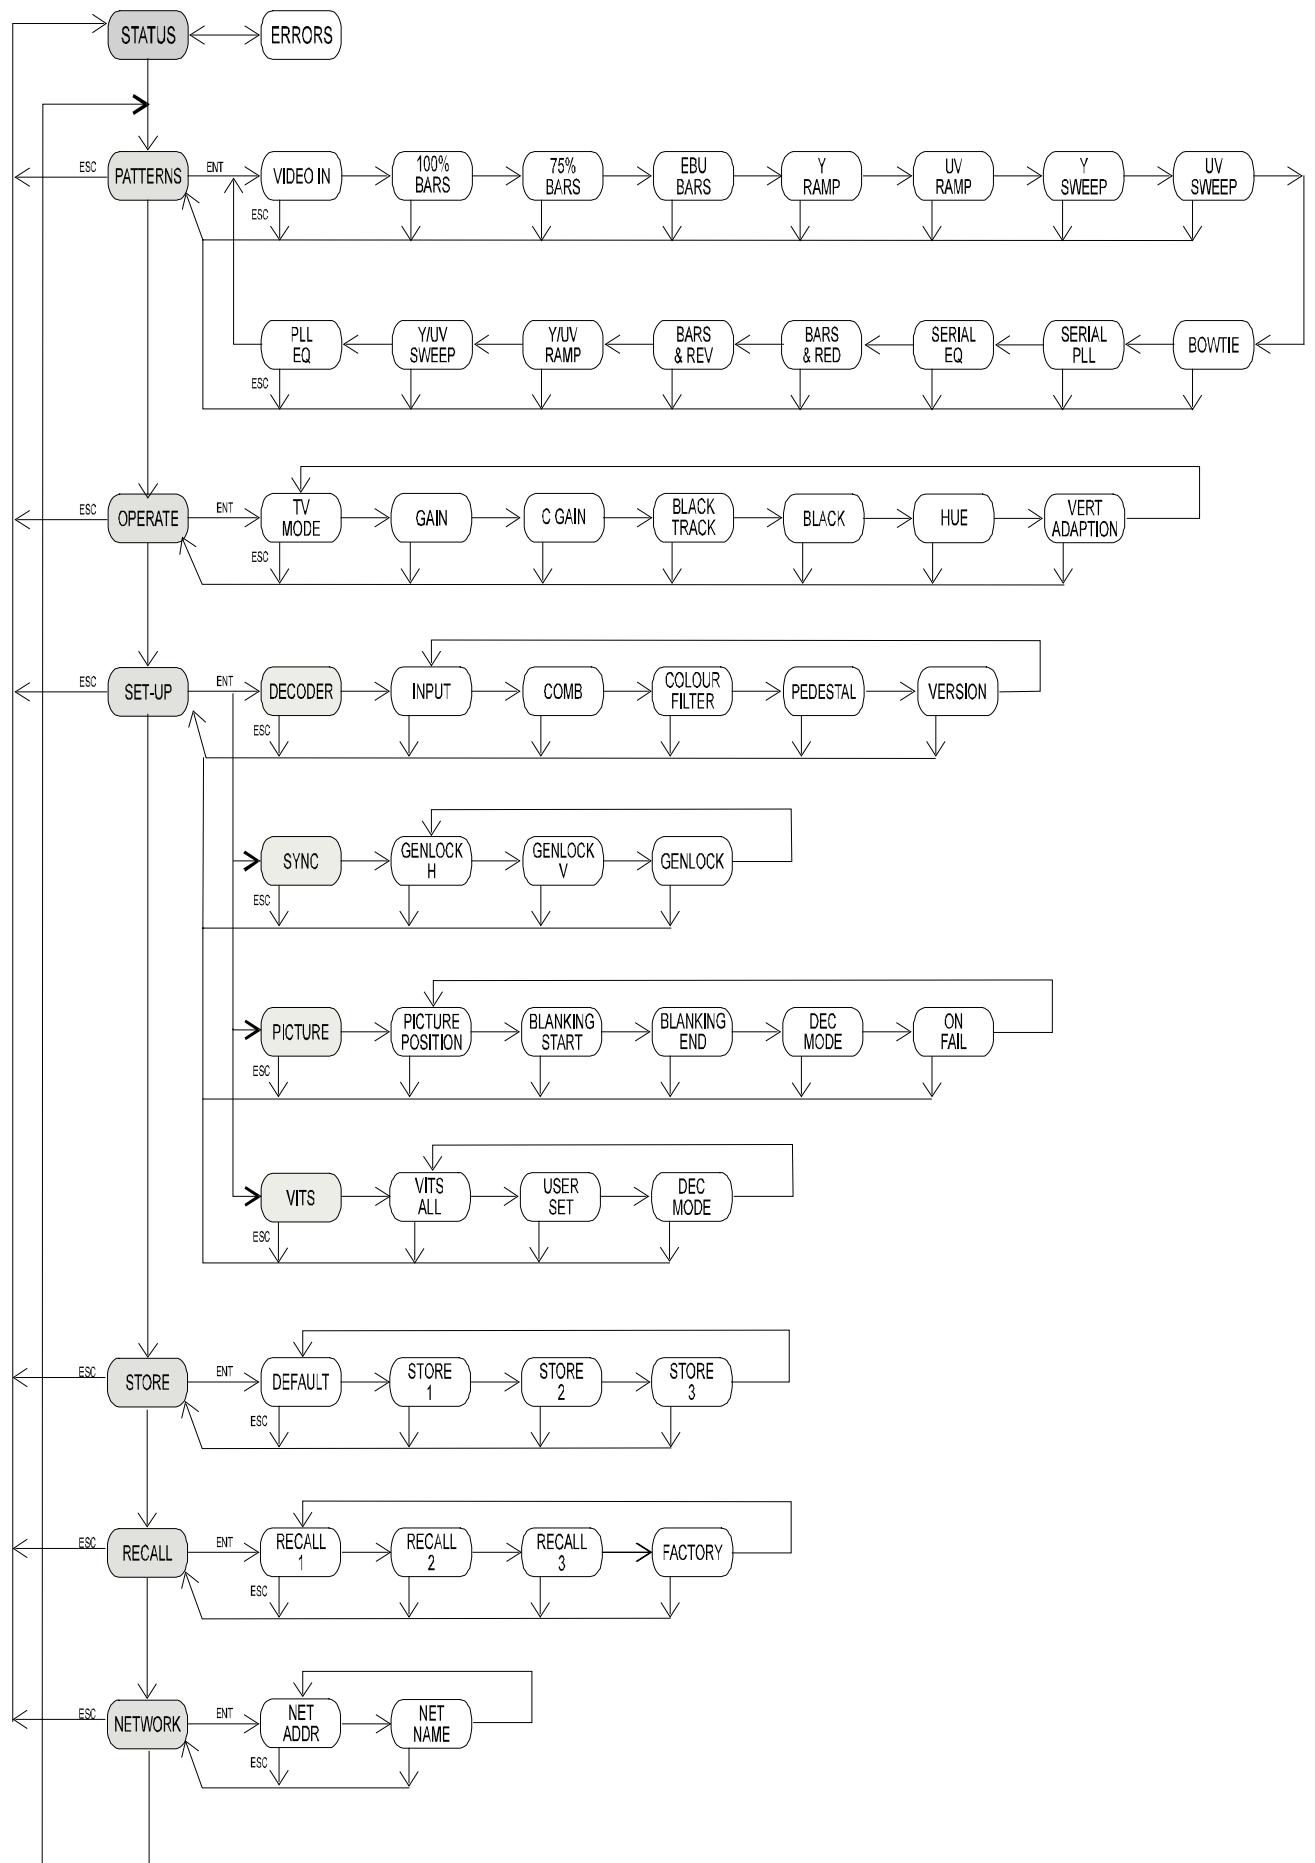 STATUS
ERRORS
ESC
PATTERNS
ENT
VIDEO IN
100%
BARS
75%
BARS
EBU
BARS
Y
RAMP
UV
RAMP
Y
SWEEP
UV
SWEEP
ESC
PLL
EQ
Y/UV
SWEEP
Y/UV
RAMP
BARS
& REV
BARS
& RED
SERIAL
EQ
SERIAL
PLL
BOWTIE
ESC
ESC
OPERATE
ENT
TV
MODE
GAIN
C GAIN
BLACK
TRACK
BLACK
HUE
VERT
ADAPTION
ESC
ESC
SET-UP
ENT
DECODER
INPUT
COMB
COLOUR
FILTER
PEDESTAL
VERSION
ESC
SYNC
GENLOCK
H
GENLOCK
V
GENLOCK
ESC
PICTURE
PICTURE
POSITION
BLANKING
START
BLANKING
END
DEC
MODE
ON
FAIL
ESC
VITS
VITS
ALL
USER
SET
DEC
MODE
ESC
ESC
STORE
ENT
DEFAULT
STORE
1
STORE
2
STORE
3
ESC
ESC
RECALL
ENT
RECALL
1
RECALL
2
RECALL
3
FACTORY
ESC
ESC
NETWORK
ENT
NET
ADDR
NET
NAME
ESC